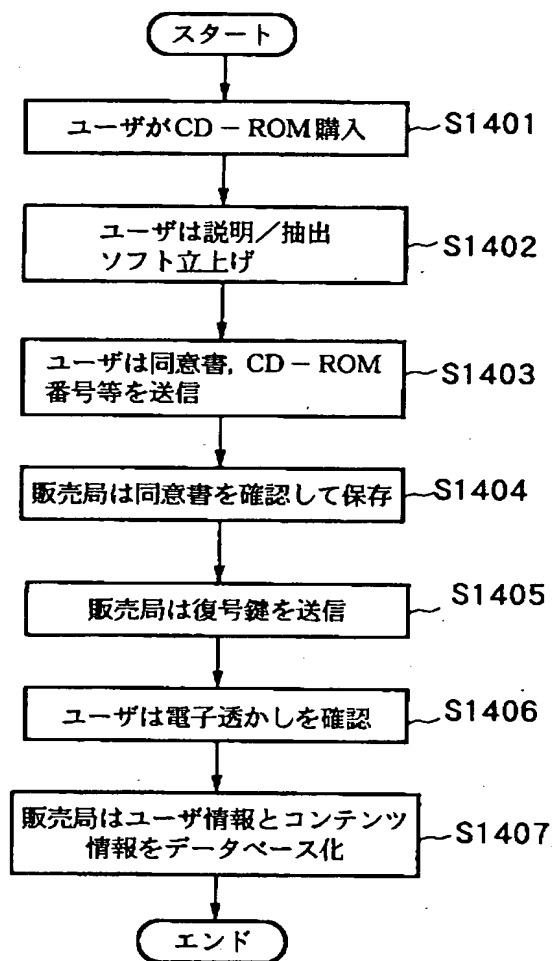 スタート
ユーザがCD－ROM購入
S1401
ユーザは説明／抽出
ソフト立上げ
S1402
ユーザは同意書，CD－ROM
番号等を送信
S1403
販売局は同意書を確認して保存
S1404
販売局は復号鍵を送信
S1405
ユーザは電子透かしを確認
S1406
販売局はユーザ情報とコンテンツ
情報をデータベース化
S1407
エンド